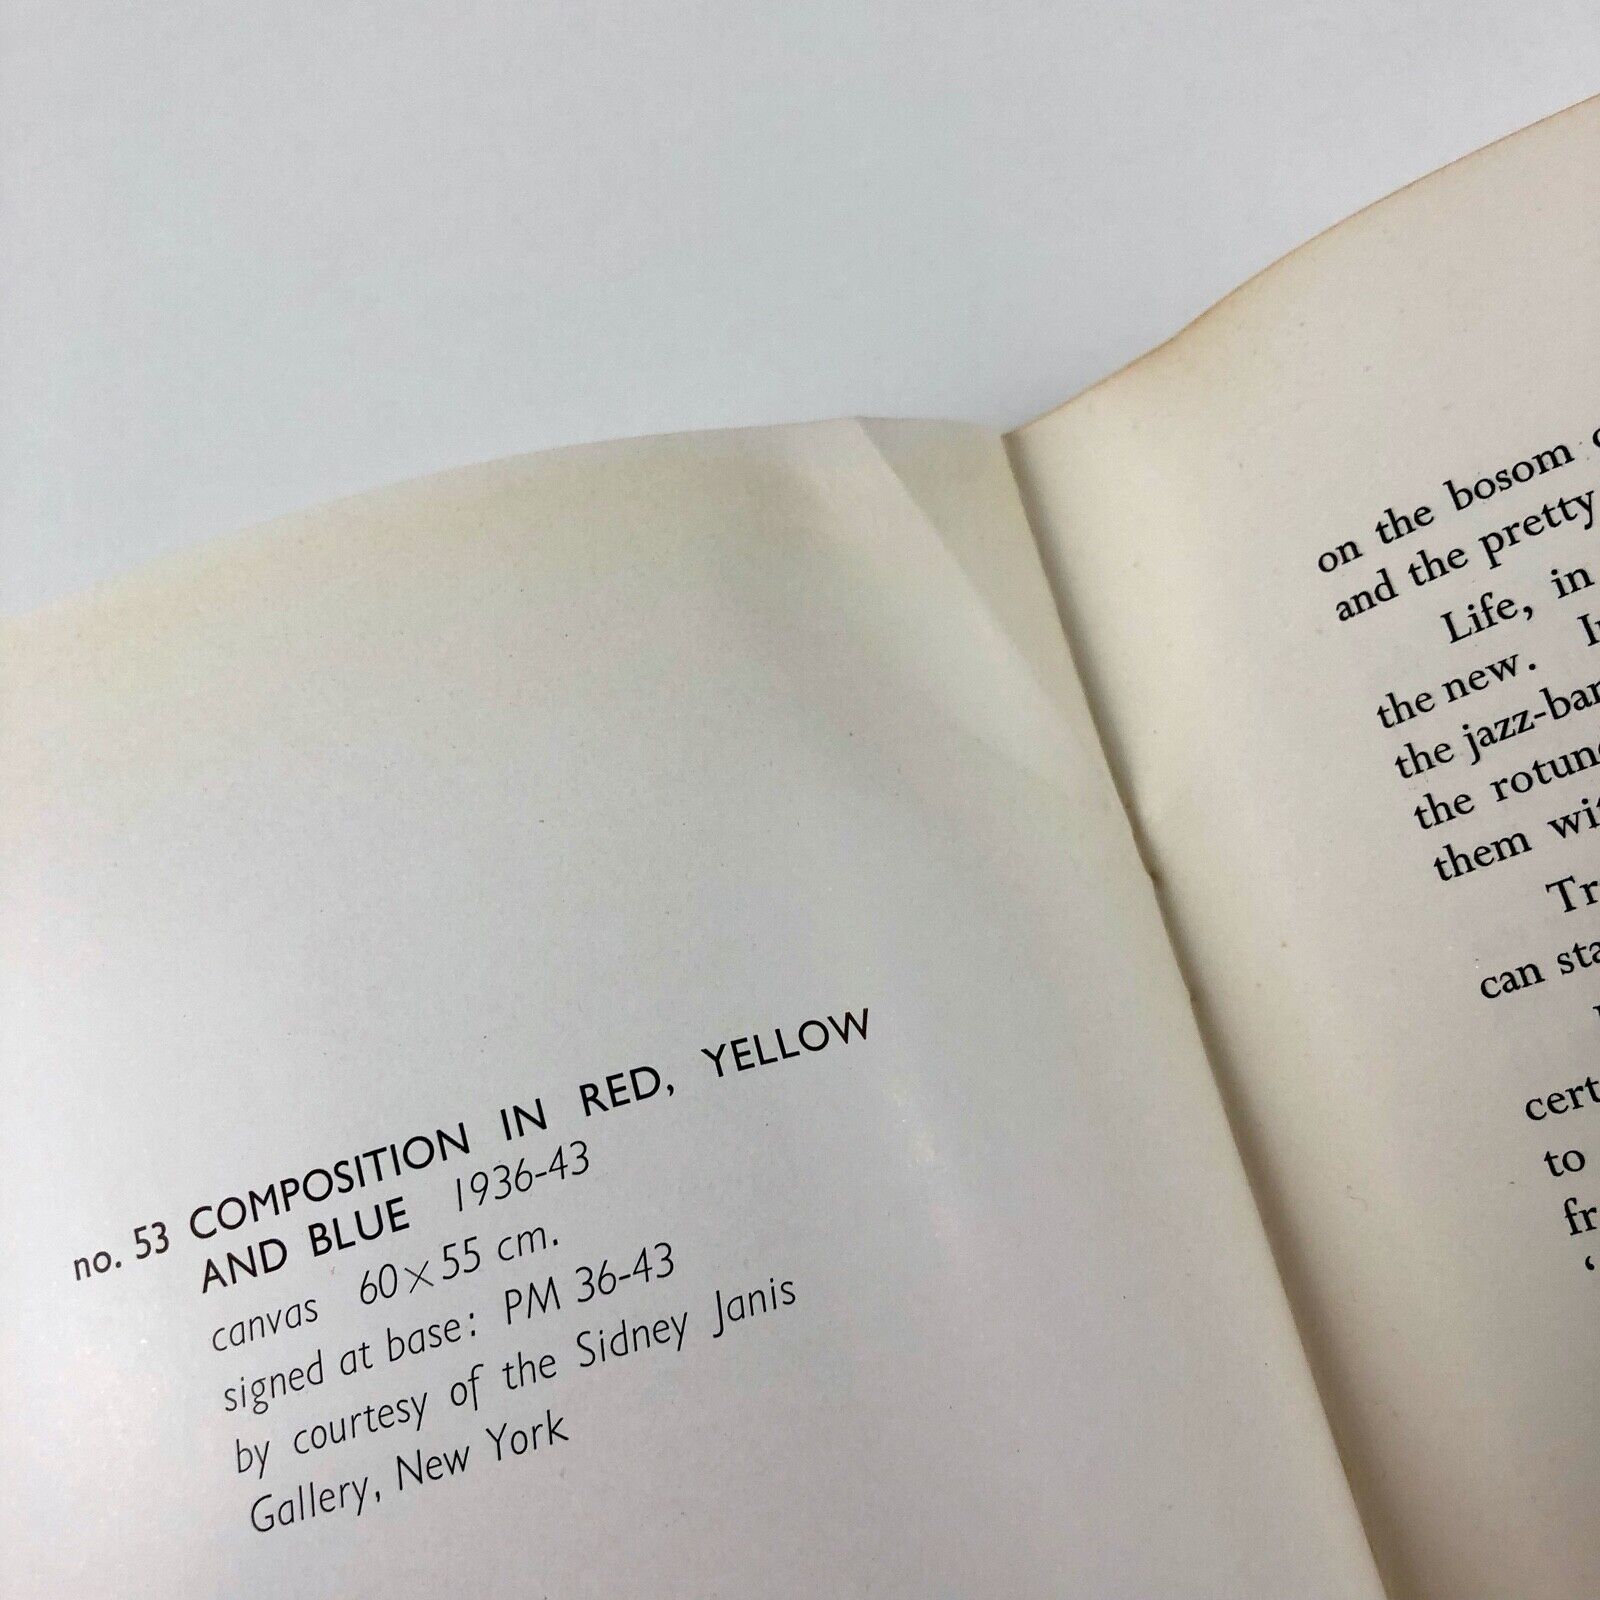 no. 53 COMPOSITION IN RED, YELLOW
AND BLUE 1936-43
canvas 60×55 cm.
signed at base: PM 36-43
by courtesy of the Sidney Janis
Gallery, New York
on the bosom
and the pretty
Life, in
the new.
the
the
them
can
to